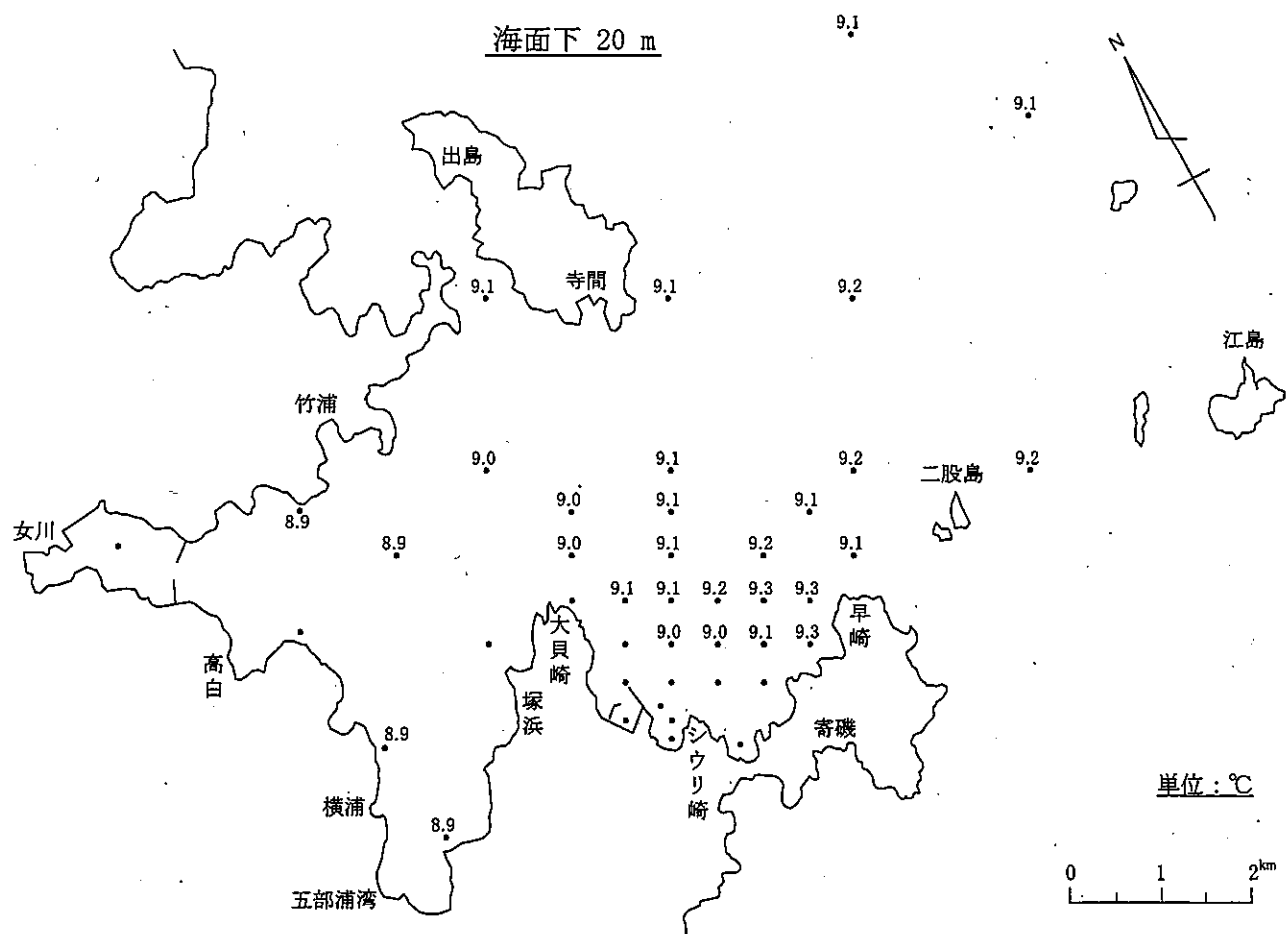 海面下 20 m
9.1
N
9.1
出島
寺間
9.1
9.1
9.2
江島
竹浦
9.0
9.1
9.2
9.2
二股島
9.0
9.1
9.1
女川
8.9
8.9
9.0
9.1
9.2
9.1
9.1
9.1
9.2
9.3
9.3
早崎
大貝崎
9.0
9.0
9.1
9.3
高白
塚浜
寄磯
シウリ崎
8.9
単位：℃
横浦
8.9
0 1 2km
五部浦湾